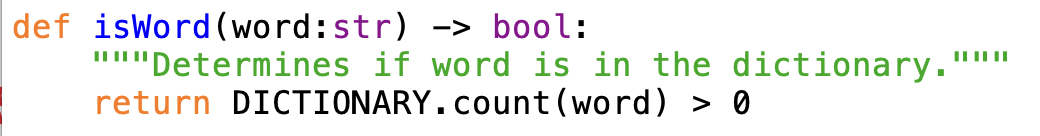 def isWord(word:str) -> bool:
    """Determines if word is in the dictionary."""
    return DICTIONARY.count(word) > 0